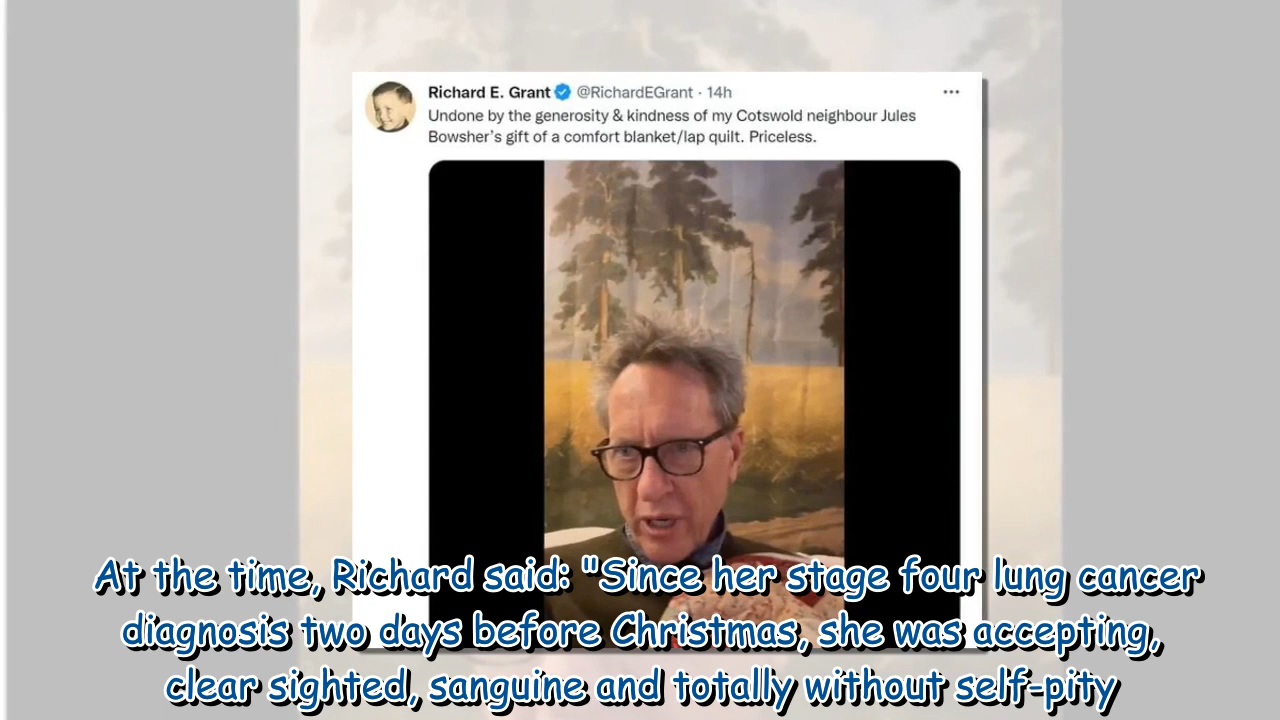 Richard E. Grant @RichardEGrant · 14h
Undone by the generosity & kindness of my Cotswold neighbour Jules
Bowsher's gift of a comfort blanket/lap quilt. Priceless.
At the time, Richard said: "Since her stage four lung cancer
diagnosis two days before Christmas, she was accepting,
clear sighted, sanguine and totally without self-pity